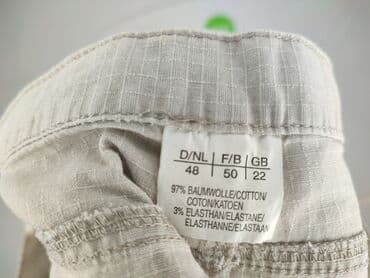 D/NL F/B GB
48 50 22
97% BAUMWOLLE/COTTON/
COTON/KATOEN
3% ELASTHAN/ELASTANE/
ELASTHANNE/ELASTAAN